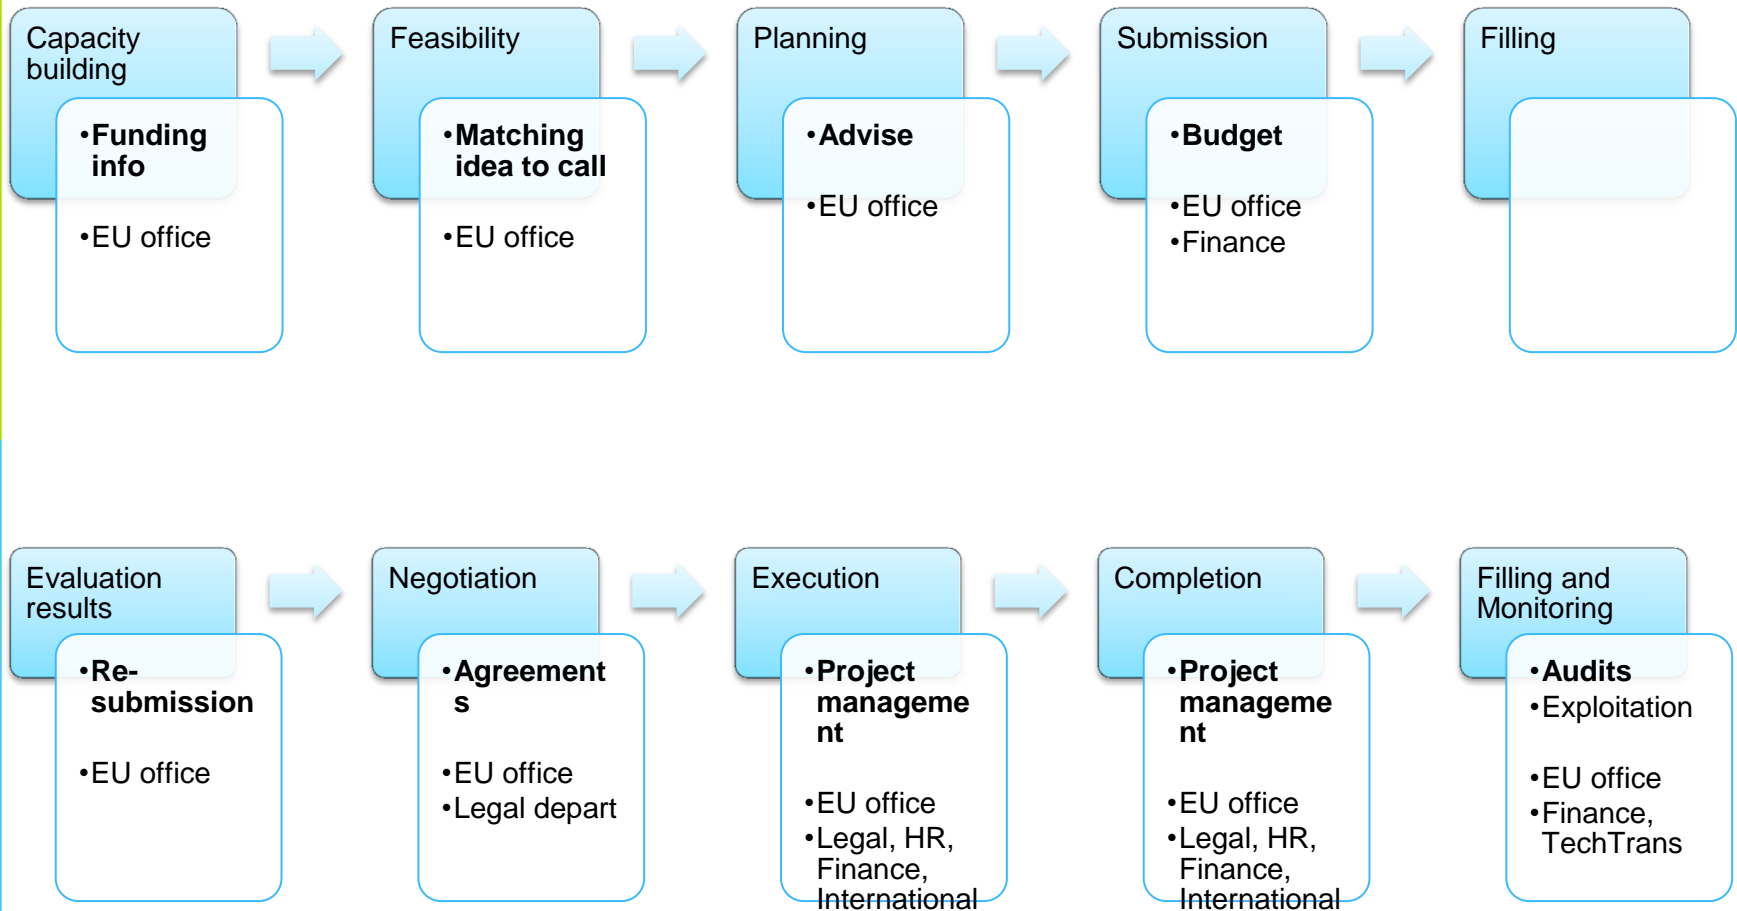 Capacity
building
•Funding
info
•EU office
Feasibility
•Matching
idea to call
•EU office
Planning
•Advise
•EU office
Submission
•Budget
•EU office
•Finance
Filling
Evaluation
results
•Re-
submission
•EU office
Negotiation
•Agreement
s
•EU office
•Legal depart
Execution
•Project
manageme
nt
•EU office
•Legal, HR,
Finance,
International
Completion
•Project
manageme
nt
•EU office
•Legal, HR,
Finance,
International
Filling and
Monitoring
•Audits
•Exploitation
•EU office
•Finance,
TechTrans